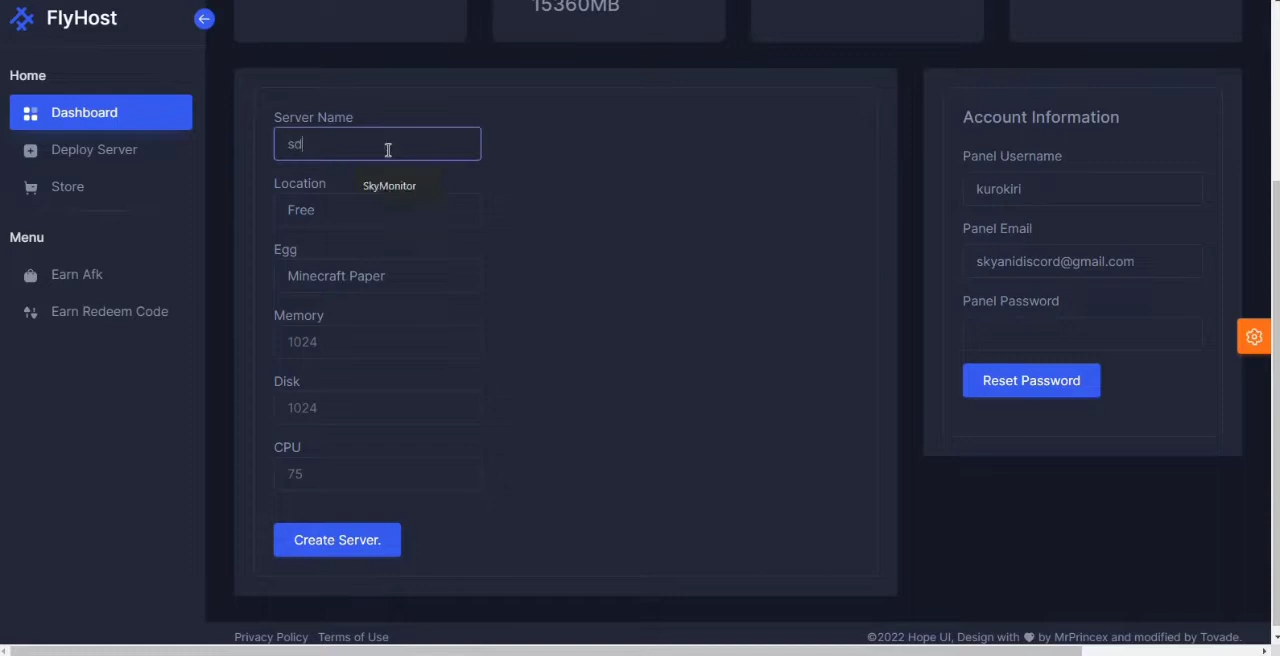 FlyHost
15360MB
Home
Dashboard
Deploy Server
Store
Menu
Earn Afk
Earn Redeem Code
Server Name
sd
Location
SkyMonitor
Free
Egg
Minecraft Paper
Memory
1024
Disk
1024
CPU
75
Create Server.
Account Information
Panel Username
kurokiri
Panel Email
skyanidiscord@gmail.com
Panel Password
Reset Password
Privacy Policy Terms of Use
©2022 Hope UI, Design with 🖤 by MrPrincex and modified by Tovade.